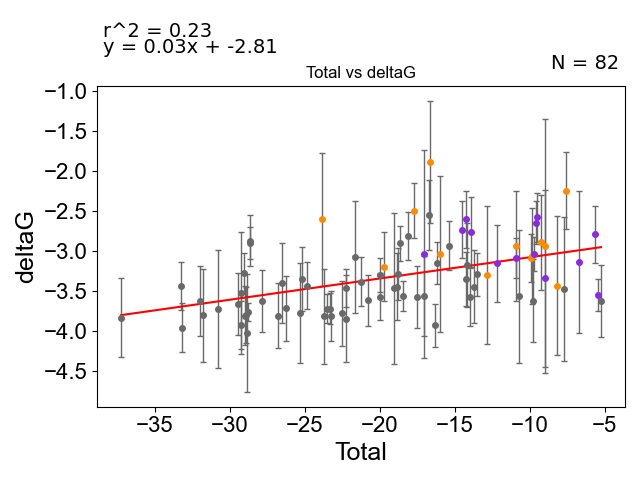 r^2 = 0.23
y = 0.03x + -2.81
N = 82
Total vs deltaG
−1.0
−1.5
−2.0
−2.5
−3.0
−3.5
−4.0
−4.5
deltaG
−35 −30 −25 −20 −15 −10 −5
Total